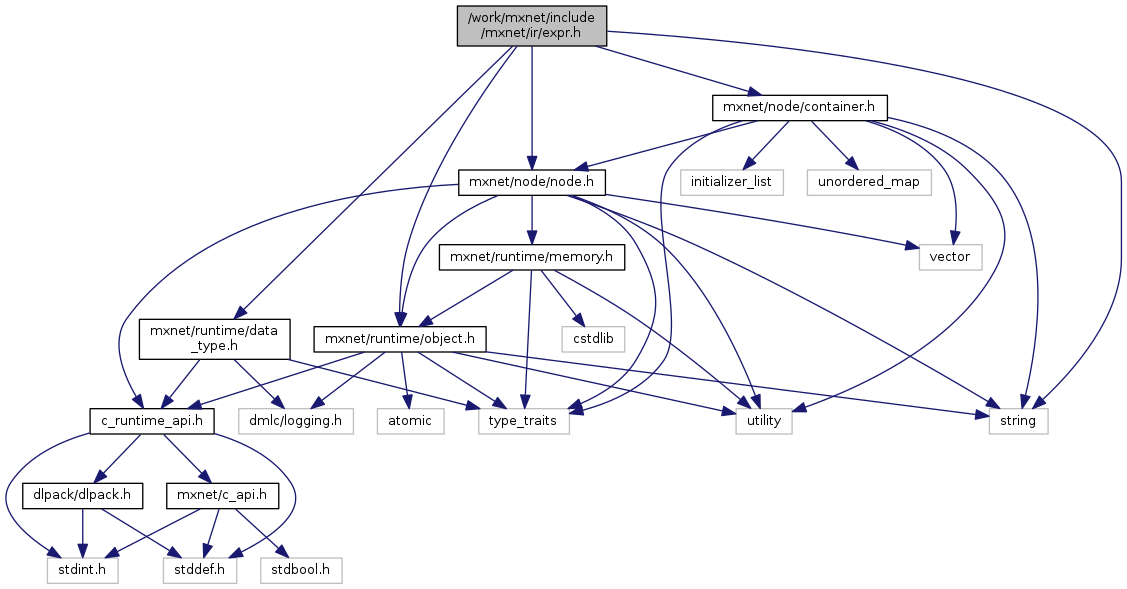 /work/mxnet/include
/mxnet/ir/expr.h
mxnet/node/container.h
mxnet/node/node.h
initializer_list
unordered_map
mxnet/runtime/memory.h
vector
mxnet/runtime/data
_type.h
mxnet/runtime/object.h
cstdlib
c_runtime_api.h
dmlc/logging.h
atomic
type_traits
utility
string
dlpack/dlpack.h
mxnet/c_api.h
stdint.h
stddef.h
stdbool.h